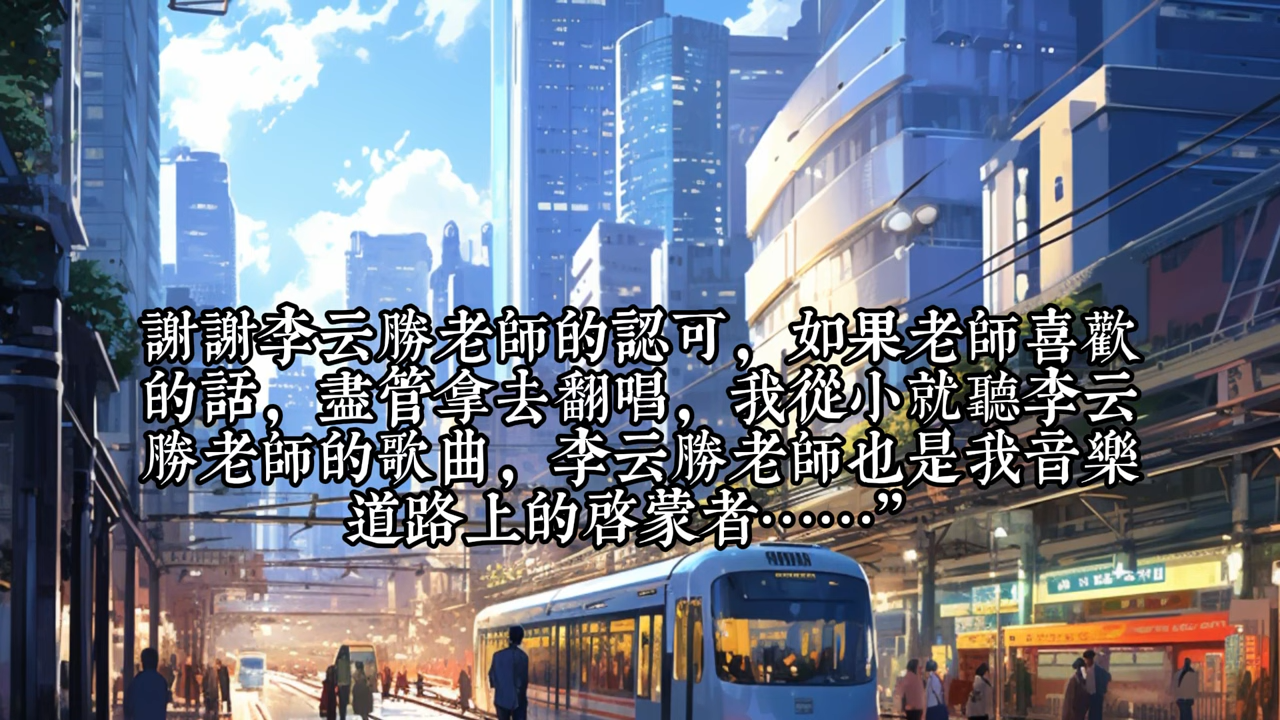 謝謝李云勝老師的認可，如果老師喜歡
的話，盡管拿去翻唱，我從小就聽李云
勝老師的歌曲，李云勝老師也是我音樂
道路上的啓蒙者……”